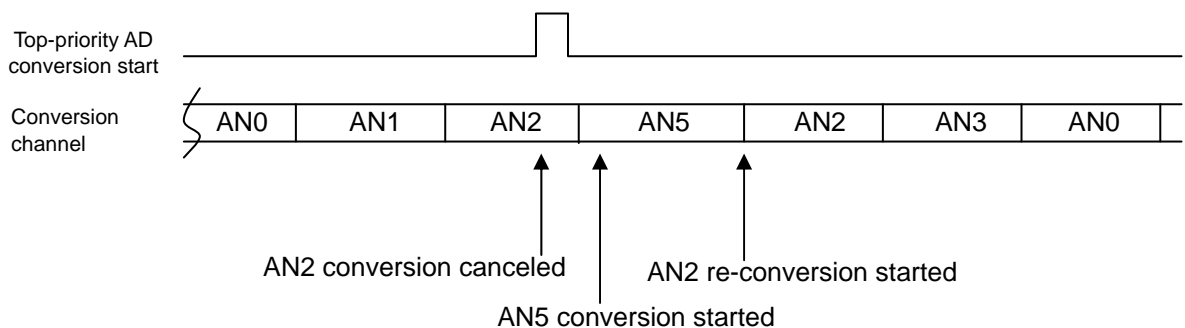 Top-priority AD
conversion start
Conversion
channel
AN0 AN1 AN2 AN5 AN2 AN3 AN0
AN2 conversion canceled
AN2 re-conversion started
AN5 conversion started